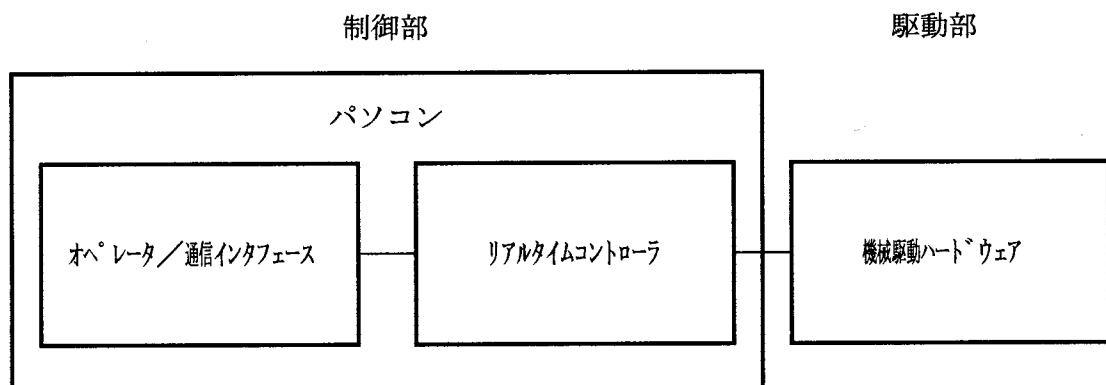 制御部
駆動部
パソコン
オペレータ／通信インタフェース
リアルタイムコントローラ
機械駆動ハードウェア